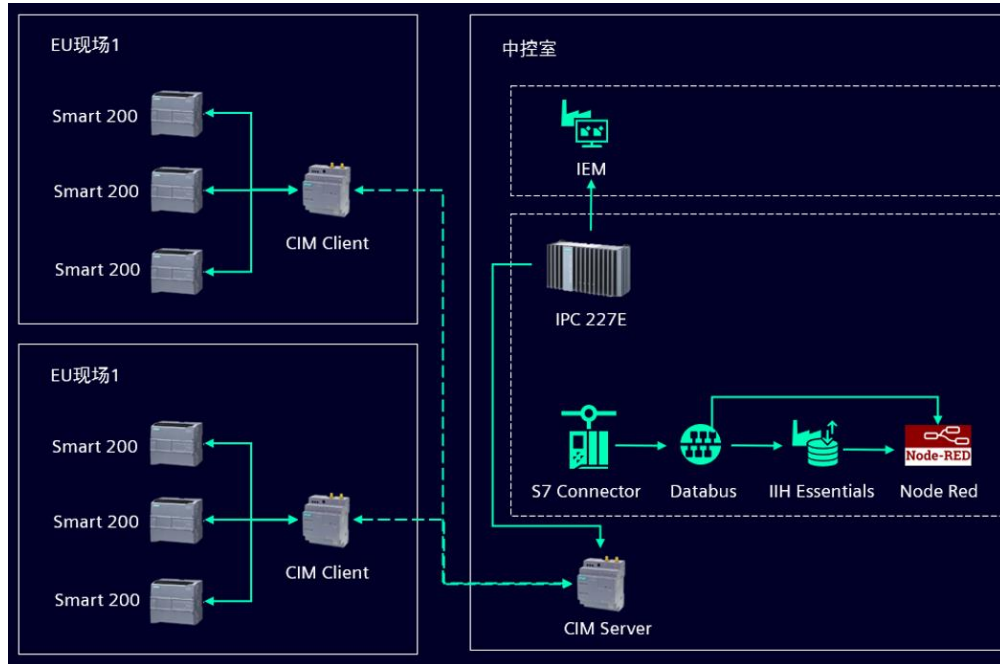 EU现场1
Smart 200
Smart 200
Smart 200
CIM Client
EU现场1
Smart 200
Smart 200
Smart 200
CIM Client
中控室
IEM
IPC 227E
Node-RED
S7 Connector
Databus
IIH Essentials
Node Red
CIM Server